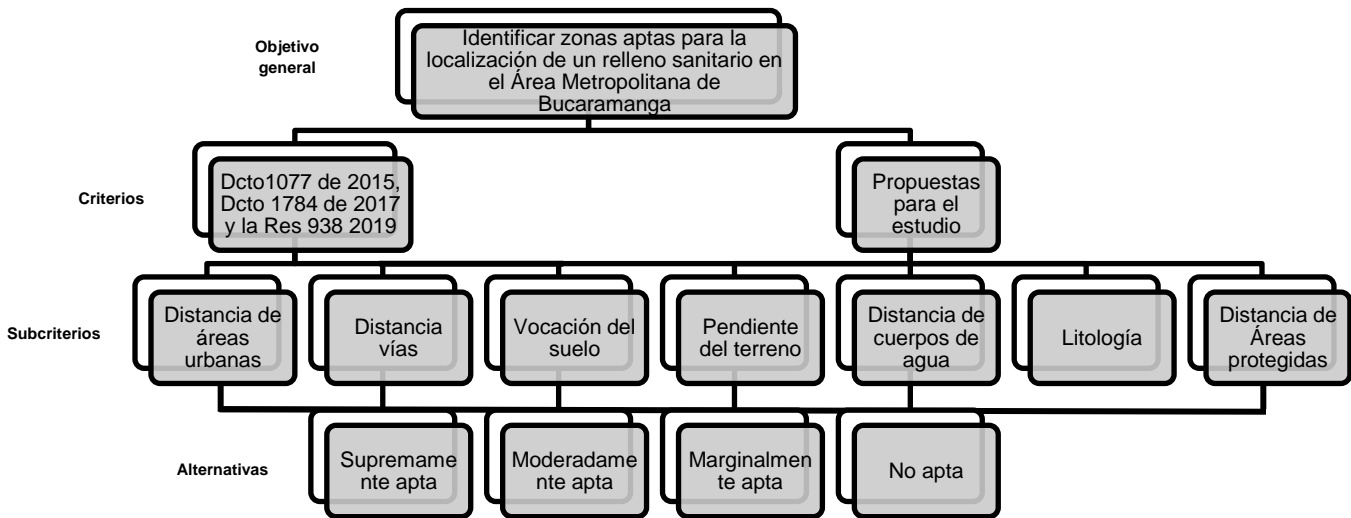 Objetivo
general
Identificar zonas aptas para la
localización de un relleno sanitario en
el Área Metropolitana de
Bucaramanga
Criterios
Dcto1077 de 2015,
Dcto 1784 de 2017
y la Res 938 2019
Propuestas
para el
estudio
Subcriterios
Distancia de
áreas
urbanas
Distancia
vías
Vocación del
suelo
Pendiente
del terreno
Distancia de
cuerpos de
agua
Litología
Distancia de
Áreas
protegidas
Alternativas
Supremame
nte apta
Moderadame
nte apta
Marginalmen
te apta
No apta